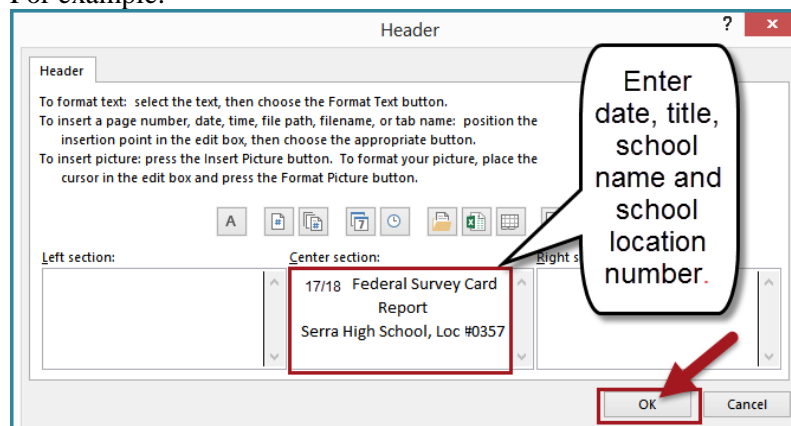 For example:
Header
?
×
Header
To format text: select the text, then choose the Format Text button.
To insert a page number, date, time, file path, filename, or tab name: position the
insertion point in the edit box, then choose the appropriate button.
To insert picture: press the Insert Picture button. To format your picture, place the
cursor in the edit box and press the Format Picture button.
Enter
date, title,
school
name and
school
location
number.
A
#
7
Left section:
Center section:
Right s
17/18 Federal Survey Card
Report
Serra High School, Loc #0357
OK
Cancel